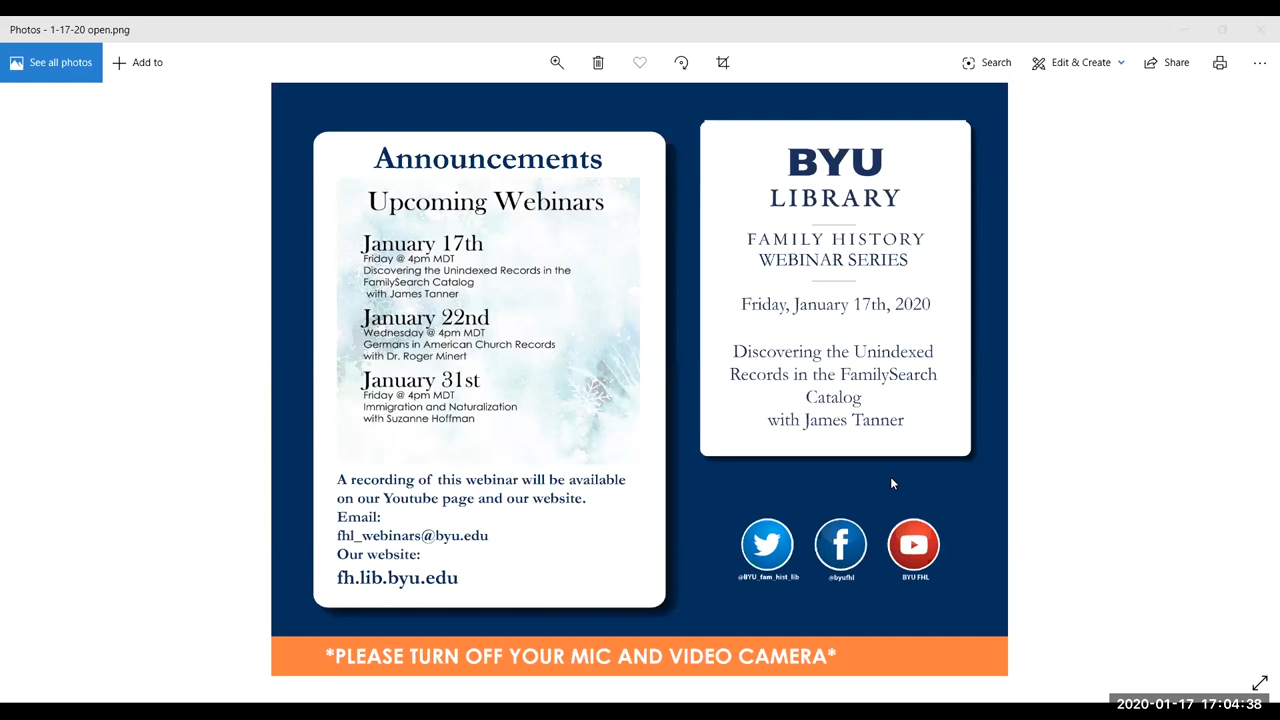 Photos - 1-17-20 open.png
See all photos
Add to
Search
Edit & Create
Share
Announcements
Upcoming Webinars
January 17th
Friday @ 4pm MDT
Discovering the Unindexed Records in the
FamilySearch Catalog
with James Tanner
January 22nd
Wednesday @ 4pm MDT
Germans in American Church Records
with Dr. Roger Minert
January 31st
Friday @ 4pm MDT
Immigration and Naturalization
with Suzanne Hoffman
A recording of this webinar will be available
on our Youtube page and our website.
Email:
fhl_webinars@byu.edu
Our website:
fh.lib.byu.edu
BYU
LIBRARY
FAMILY HISTORY
WEBINAR SERIES
Friday, January 17th, 2020
Discovering the Unindexed
Records in the FamilySearch
Catalog
with James Tanner
@BYU_fam_hist_lib
@byufhl
BYU FHL
*PLEASE TURN OFF YOUR MIC AND VIDEO CAMERA*
2020-01-17 17:04:38